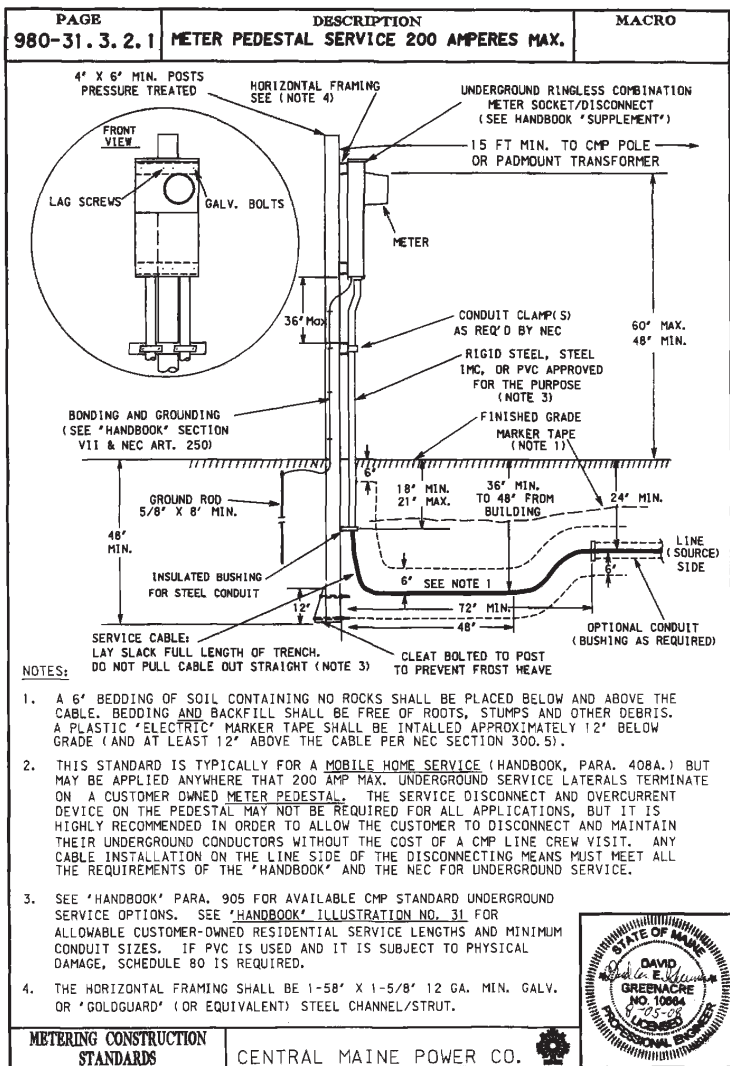 PAGE
980-31.3.2.1
DESCRIPTION
METER PEDESTAL SERVICE 200 AMPERES MAX.
MACRO
4" X 6" MIN. POSTS
PRESSURE TREATED
HORIZONTAL FRAMING
SEE (NOTE 4)
UNDERGROUND RINGLESS COMBINATION
METER SOCKET/DISCONNECT
(SEE HANDBOOK "SUPPLEMENT")
15 FT MIN. TO CMP POLE
OR PADMOUNT TRANSFORMER
FRONT
VIEW
LAG SCREWS
GALV. BOLTS
METER
36" Max
CONDUIT CLAMP(S)
AS REQ'D BY NEC
60" MAX.
48" MIN.
RIGID STEEL, STEEL
IMC, OR PVC APPROVED
FOR THE PURPOSE
(NOTE 3)
BONDING AND GROUNDING
(SEE "HANDBOOK" SECTION
VII & NEC ART. 250)
FINISHED GRADE
MARKER TAPE
(NOTE 1)
6"
GROUND ROD
5/8" X 8' MIN.
18" MIN.
21" MAX.
36" MIN.
TO 48" FROM
BUILDING
24" MIN.
48"
MIN.
LINE
(SOURCE)
SIDE
INSULATED BUSHING
FOR STEEL CONDUIT
6"
SEE NOTE 1
6"
12"
72" MIN.
48"
OPTIONAL CONDUIT
(BUSHING AS REQUIRED)
SERVICE CABLE:
LAY SLACK FULL LENGTH OF TRENCH.
DO NOT PULL CABLE OUT STRAIGHT (NOTE 3)
CLEAT BOLTED TO POST
TO PREVENT FROST HEAVE
NOTES:
1. A 6" BEDDING OF SOIL CONTAINING NO ROCKS SHALL BE PLACED BELOW AND ABOVE THE
CABLE. BEDDING AND BACKFILL SHALL BE FREE OF ROOTS, STUMPS AND OTHER DEBRIS.
A PLASTIC "ELECTRIC" MARKER TAPE SHALL BE INTALLED APPROXIMATELY 12" BELOW
GRADE (AND AT LEAST 12" ABOVE THE CABLE PER NEC SECTION 300.5).
2. THIS STANDARD IS TYPICALLY FOR A MOBILE HOME SERVICE (HANDBOOK, PARA. 408A.) BUT
MAY BE APPLIED ANYWHERE THAT 200 AMP MAX. UNDERGROUND SERVICE LATERALS TERMINATE
ON A CUSTOMER OWNED METER PEDESTAL. THE SERVICE DISCONNECT AND OVERCURRENT
DEVICE ON THE PEDESTAL MAY NOT BE REQUIRED FOR ALL APPLICATIONS, BUT IT IS
HIGHLY RECOMMENDED IN ORDER TO ALLOW THE CUSTOMER TO DISCONNECT AND MAINTAIN
THEIR UNDERGROUND CONDUCTORS WITHOUT THE COST OF A CMP LINE CREW VISIT. ANY
CABLE INSTALLATION ON THE LINE SIDE OF THE DISCONNECTING MEANS MUST MEET ALL
THE REQUIREMENTS OF THE "HANDBOOK" AND THE NEC FOR UNDERGROUND SERVICE.
3. SEE "HANDBOOK" PARA. 905 FOR AVAILABLE CMP STANDARD UNDERGROUND
SERVICE OPTIONS. SEE "HANDBOOK" ILLUSTRATION NO. 31 FOR
ALLOWABLE CUSTOMER-OWNED RESIDENTIAL SERVICE LENGTHS AND MINIMUM
CONDUIT SIZES. IF PVC IS USED AND IT IS SUBJECT TO PHYSICAL
DAMAGE, SCHEDULE 80 IS REQUIRED.
4. THE HORIZONTAL FRAMING SHALL BE 1-58" X 1-5/8" 12 GA. MIN. GALV.
OR "GOLDGUARD" (OR EQUIVALENT) STEEL CHANNEL/STRUT.
STATE OF MAINE
DAVID
E.
GREENACRE
NO. 10664
8-05-08
LICENSED
PROFESSIONAL ENGINEER
METERING CONSTRUCTION
STANDARDS
CENTRAL MAINE POWER CO.